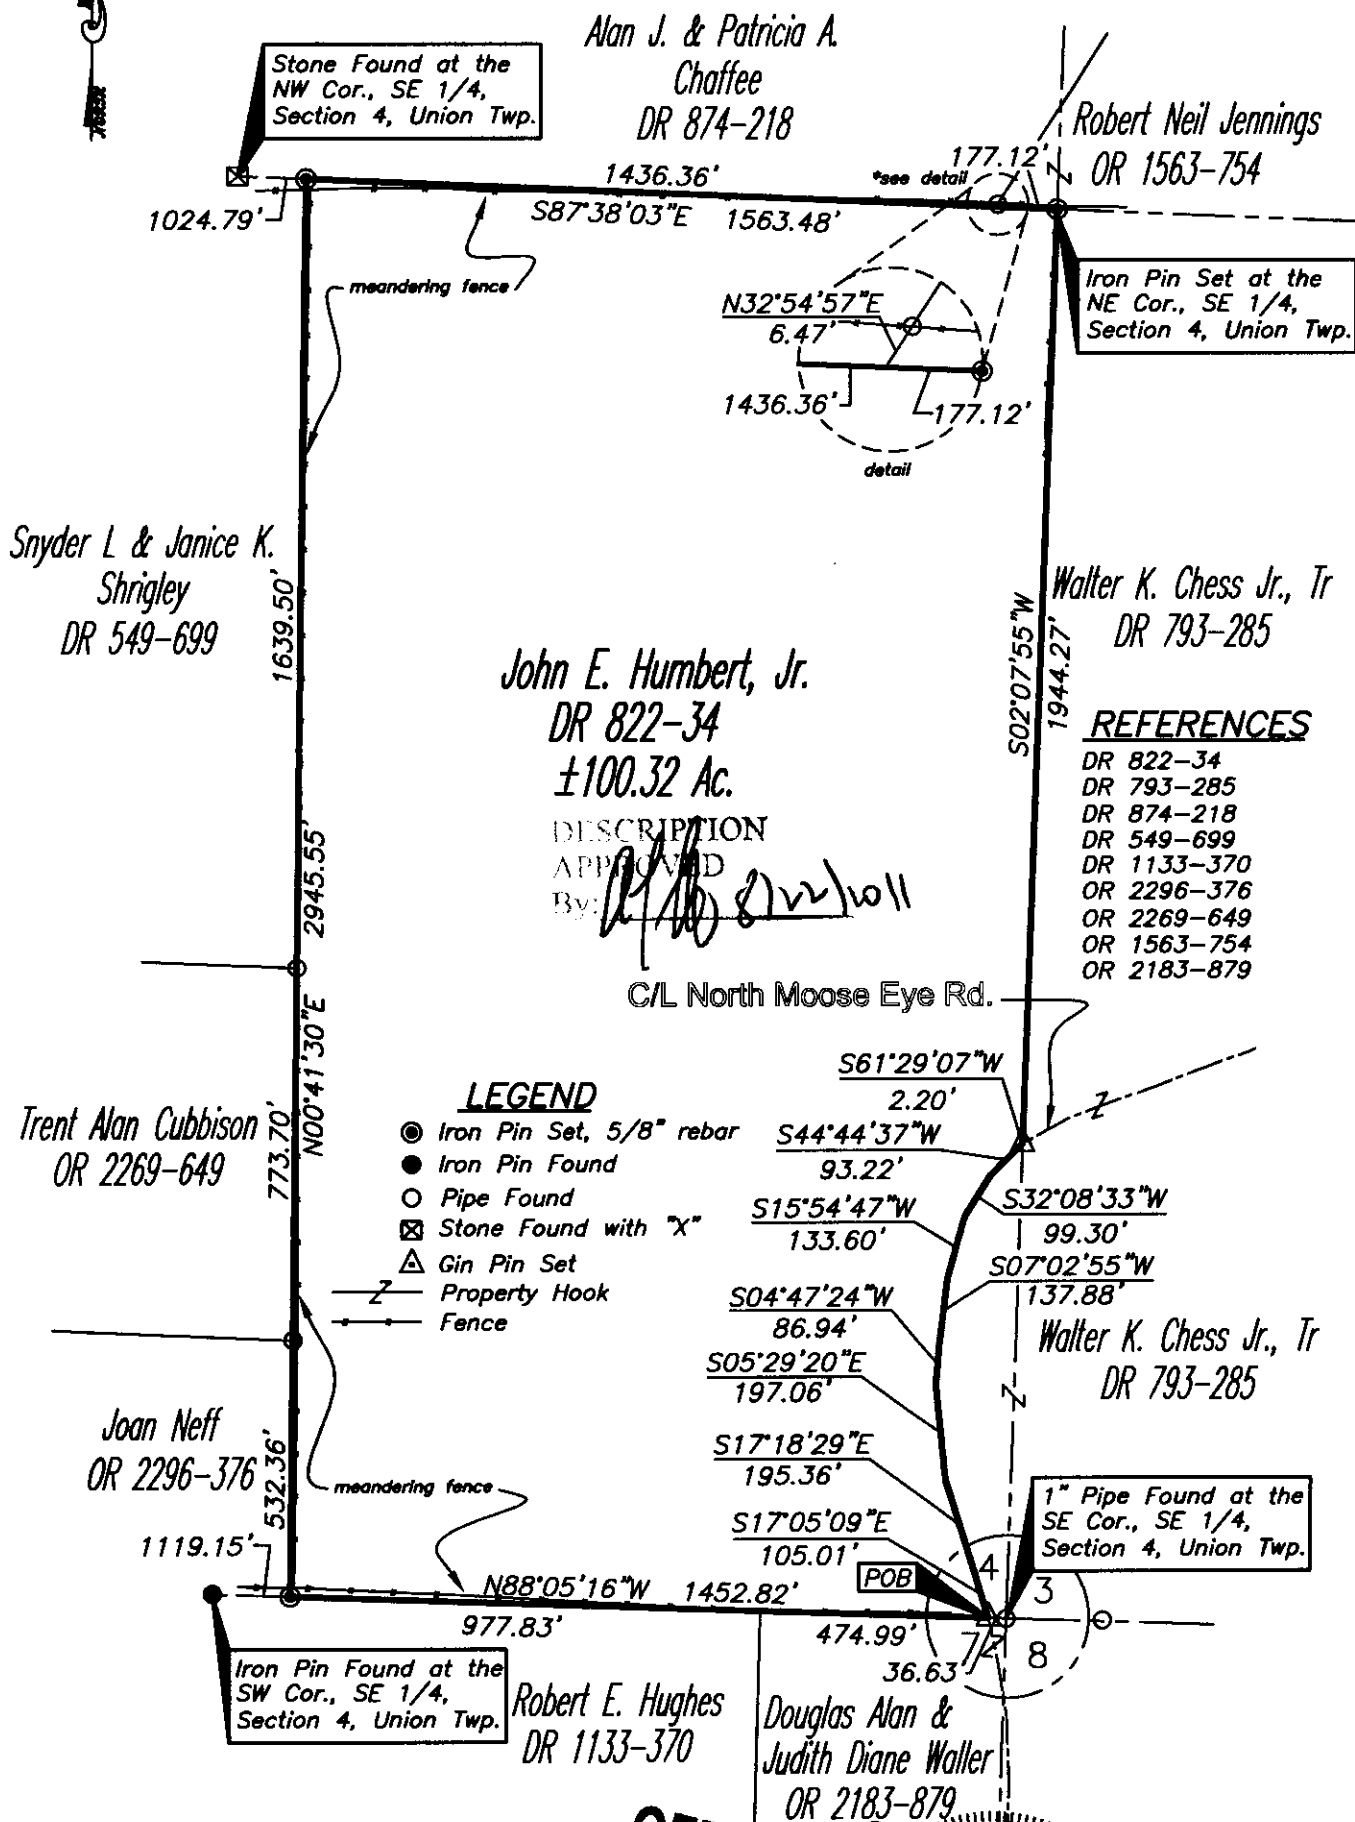 Alan J. & Patricia A.
Chaffee
DR 874-218
Stone Found at the
NW Cor., SE 1/4,
Section 4, Union Twp.
Robert Neil Jennings
OR 1563-754
1436.36'
*see detail
177.12'
Z
1024.79'
S87°38'03"E
1563.48'
meandering fence
Iron Pin Set at the
NE Cor., SE 1/4,
Section 4, Union Twp.
N32°54'57"E
6.47'
1436.36'
177.12'
detail
Snyder L & Janice K.
Shrigley
DR 549-699
1639.50'
Walter K. Chess Jr., Tr
DR 793-285
S02°07'55"W
1944.27'
John E. Humbert, Jr.
DR 822-34
±100.32 Ac.
DESCRIPTION
APPROVED
By: 8/22/2011
REFERENCES
DR 822-34
DR 793-285
DR 874-218
DR 549-699
DR 1133-370
OR 2296-376
OR 2269-649
OR 1563-754
OR 2183-879
2945.55'
N00°41'30"E
C/L North Moose Eye Rd.
S61°29'07"W
2.20'
Z
Trent Alan Cubbison
OR 2269-649
773.70'
LEGEND
Iron Pin Set, 5/8" rebar
Iron Pin Found
Pipe Found
Stone Found with "X"
Gin Pin Set
Z Property Hook
Fence
S44°44'37"W
93.22'
S15°54'47"W
133.60'
S32°08'33"W
99.30'
S07°02'55"W
137.88'
S04°47'24"W
86.94'
S05°29'20"E
197.06'
Walter K. Chess Jr., Tr
DR 793-285
Z
Joan Neff
OR 2296-376
532.36'
meandering fence
S17°18'29"E
195.36'
S17°05'09"E
105.01'
1" Pipe Found at the
SE Cor., SE 1/4,
Section 4, Union Twp.
1119.15'
POB
4
3
N88°05'16"W
1452.82'
977.83'
474.99'
7
Z
8
36.63
Iron Pin Found at the
SW Cor., SE 1/4,
Section 4, Union Twp.
Robert E. Hughes
DR 1133-370
Douglas Alan &
Judith Diane Waller
OR 2183-879